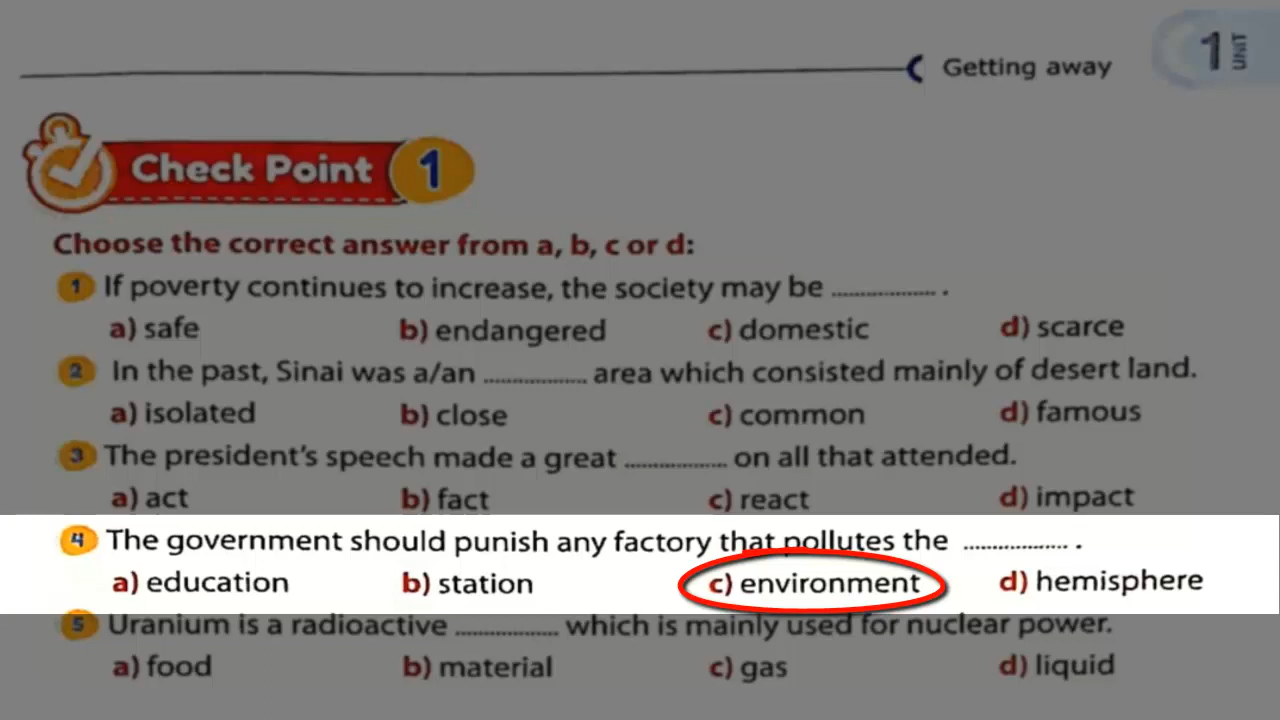 Getting away
1 UNIT
Check Point 1
Choose the correct answer from a, b, c or d:
1 If poverty continues to increase, the society may be ................. .
a) safe b) endangered c) domestic d) scarce
2 In the past, Sinai was a/an ................. area which consisted mainly of desert land.
a) isolated b) close c) common d) famous
3 The president's speech made a great ................. on all that attended.
a) act b) fact c) react d) impact
4 The government should punish any factory that pollutes the ................. .
a) education b) station c) environment d) hemisphere
5 Uranium is a radioactive ................. which is mainly used for nuclear power.
a) food b) material c) gas d) liquid